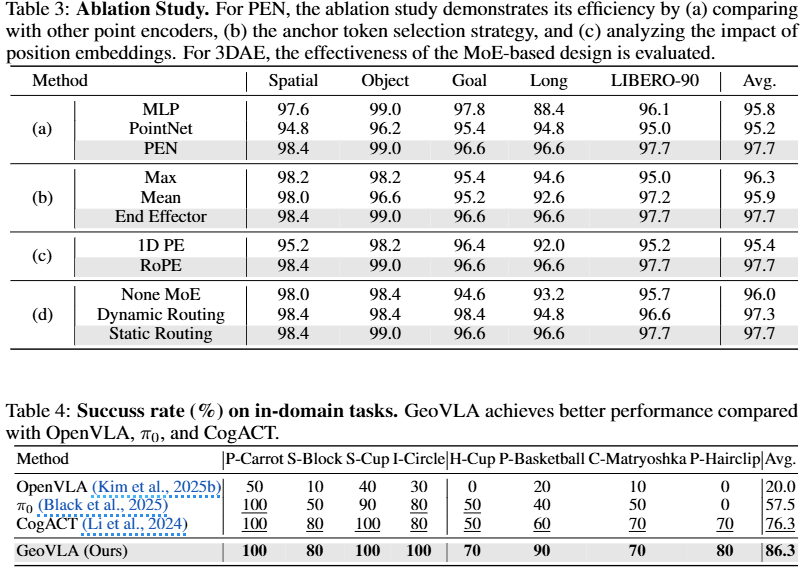 Table 3: Ablation Study. For PEN, the ablation study demonstrates its efficiency by (a) comparing
with other point encoders, (b) the anchor token selection strategy, and (c) analyzing the impact of
position embeddings. For 3DAE, the effectiveness of the MoE-based design is evaluated.
Method Spatial Object Goal Long LIBERO-90 Avg.
(a) MLP 97.6 99.0 97.8 88.4 96.1 95.8
PointNet 94.8 96.2 95.4 94.8 95.0 95.2
PEN 98.4 99.0 96.6 96.6 97.7 97.7
(b) Max 98.2 98.2 95.4 94.6 95.0 96.3
Mean 98.0 96.6 95.2 92.6 97.2 95.9
End Effector 98.4 99.0 96.6 96.6 97.7 97.7
(c) 1D PE 95.2 98.2 96.4 92.0 95.2 95.4
RoPE 98.4 99.0 96.6 96.6 97.7 97.7
(d) None MoE 98.0 98.4 94.6 93.2 95.7 96.0
Dynamic Routing 98.4 98.4 98.4 94.8 96.6 97.3
Static Routing 98.4 99.0 96.6 96.6 97.7 97.7
Table 4: Succuss rate (%) on in-domain tasks. GeoVLA achieves better performance compared
with OpenVLA, π0, and CogACT.
Method P-Carrot S-Block S-Cup I-Circle H-Cup P-Basketball C-Matryoshka P-Hairclip Avg.
OpenVLA (Kim et al., 2025b) 50 10 40 30 0 20 10 0 20.0
π0 (Black et al., 2025) 100 50 90 80 50 40 50 0 57.5
CogACT (Li et al., 2024) 100 80 100 80 50 60 70 70 76.3
GeoVLA (Ours) 100 80 100 100 70 90 70 80 86.3